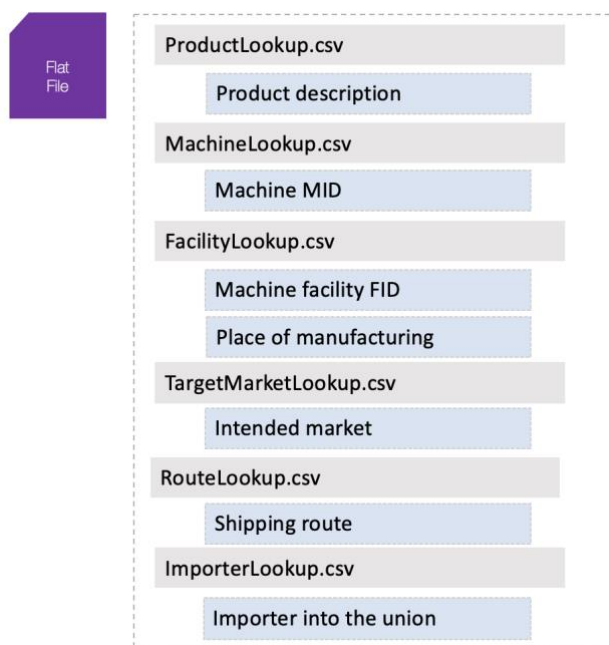 Flat
File
ProductLookup.csv
Product description
MachineLookup.csv
Machine MID
FacilityLookup.csv
Machine facility FID
Place of manufacturing
TargetMarketLookup.csv
Intended market
RouteLookup.csv
Shipping route
ImporterLookup.csv
Importer into the union